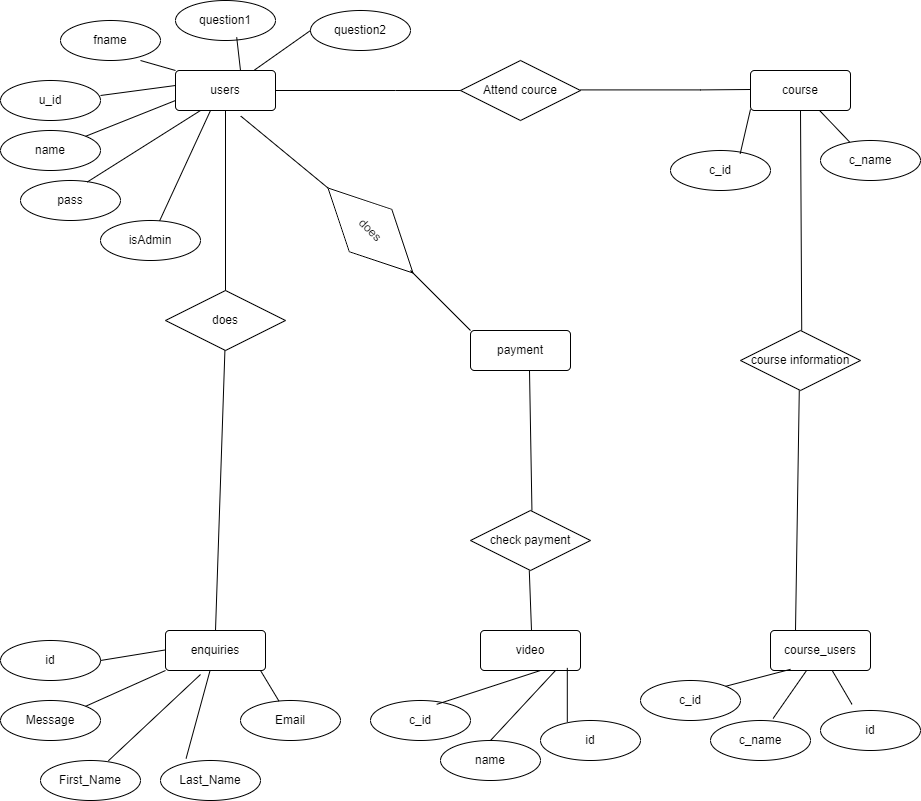 question1
question2
fname
users
Attend cource
course
u_id
name
c_id
c_name
pass
isAdmin
does
does
payment
course information
check payment
enquiries
video
course_users
id
Message
Email
c_id
c_id
First_Name
Last_Name
name
id
c_name
id